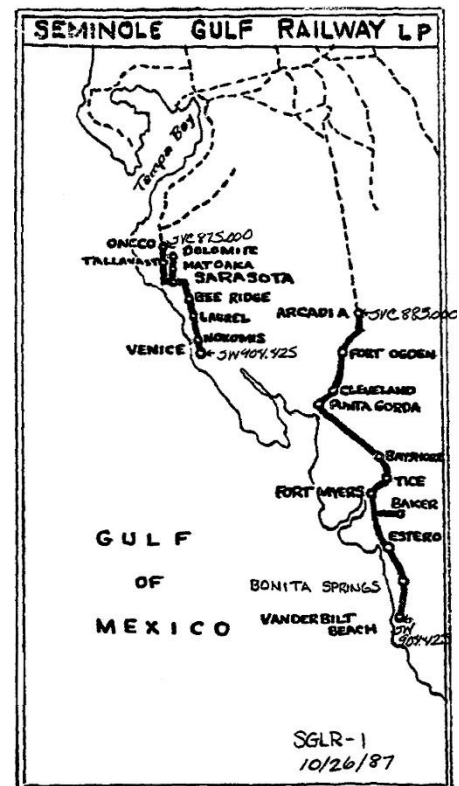 SEMINOLE GULF RAILWAY LP
Tampa Bay
ONECO
SVC 875.000
DOLOMITE
TALLAVAST
MATOAKA
SARASOTA
BEE RIDGE
LAUREL
NOKOMIS
VENICE
SW 904.425
ARCADIA
SVC 883.000
FORT OGDEN
CLEVELAND
PUNTA GORDA
BAYSHORE
TICE
FORT MYERS
BAKER
ESTERO
BONITA SPRINGS
VANDERBILT
BEACH
GULF
OF
MEXICO
SGLR-1
10/26/87